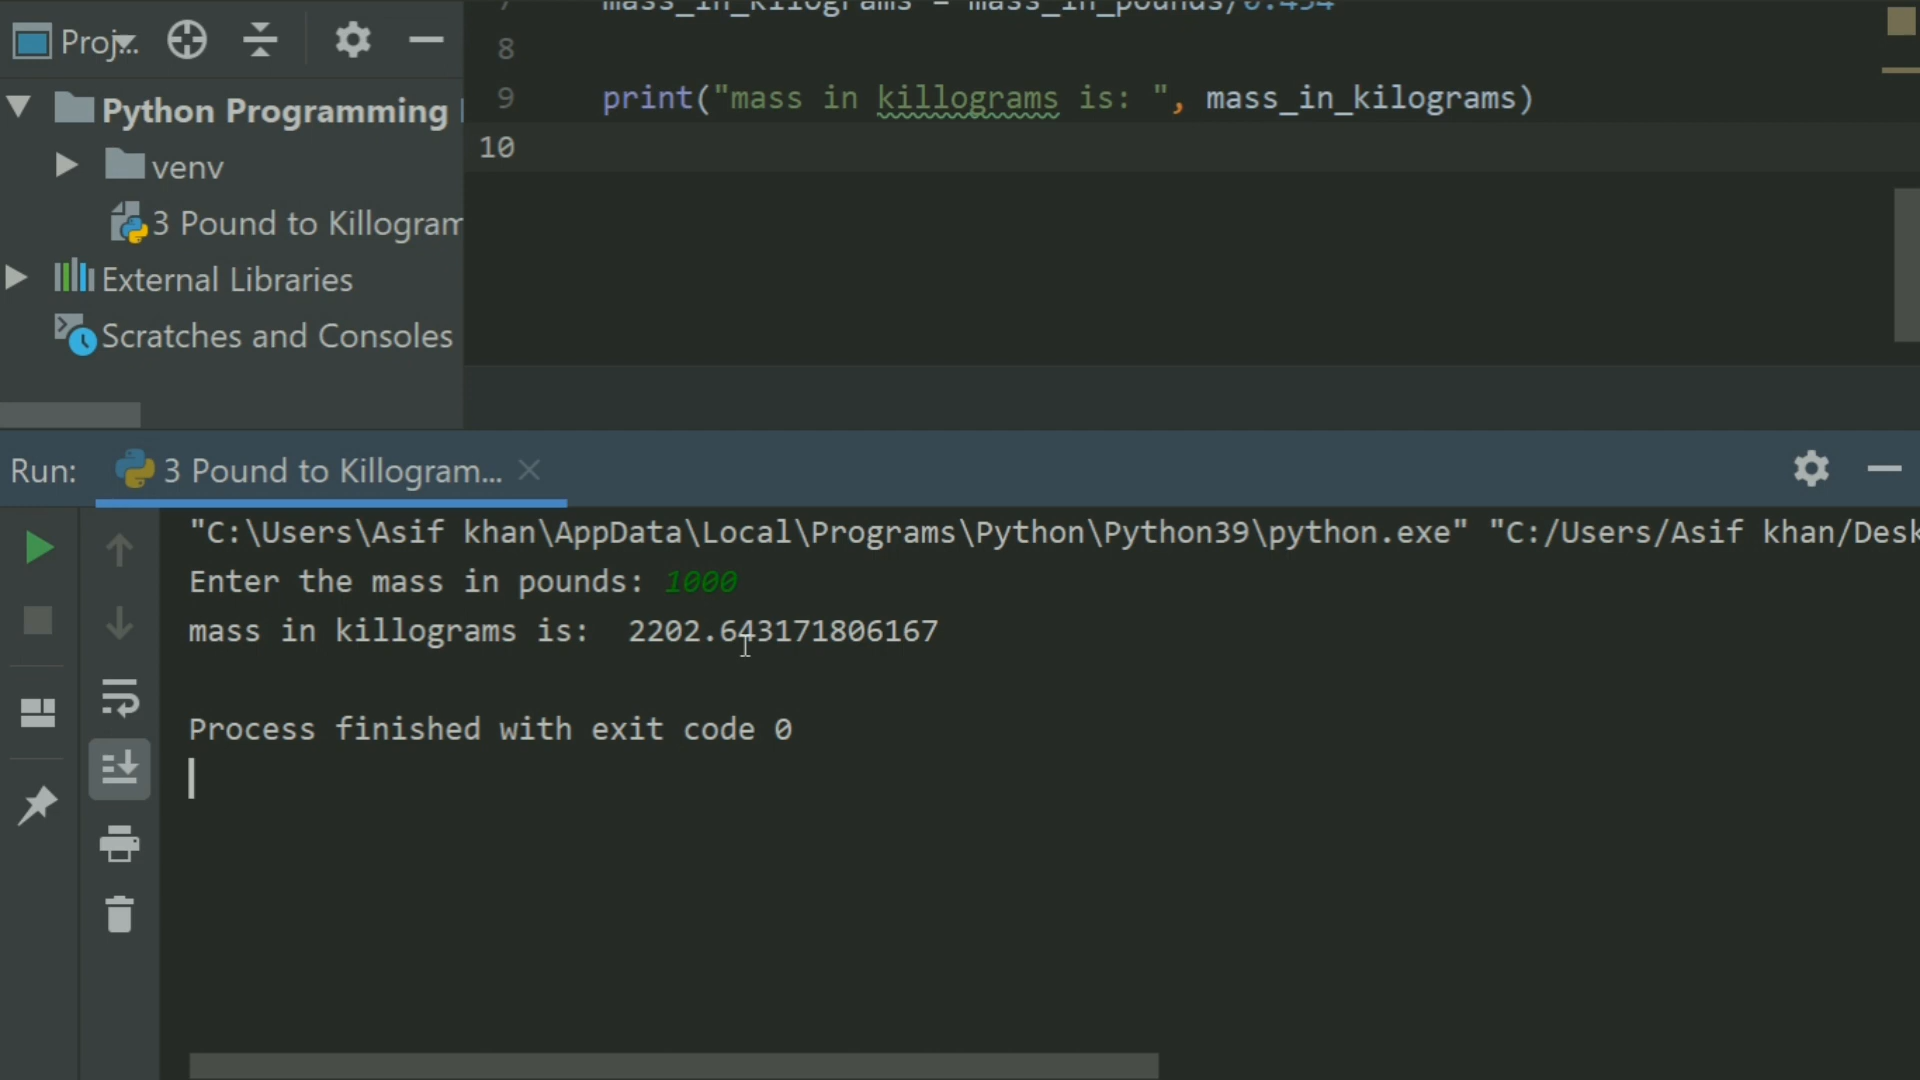 Proj...
Python Programming
venv
3 Pound to Killogram
External Libraries
Scratches and Consoles
7 mass_in_kilograms = mass_in_pounds/0.454
8
9 print("mass in killograms is: ", mass_in_kilograms)
10
Run: 3 Pound to Killogram...
"C:\Users\Asif khan\AppData\Local\Programs\Python\Python39\python.exe" "C:/Users/Asif khan/Desk
Enter the mass in pounds: 1000
mass in killograms is:  2202.643171806167
Process finished with exit code 0